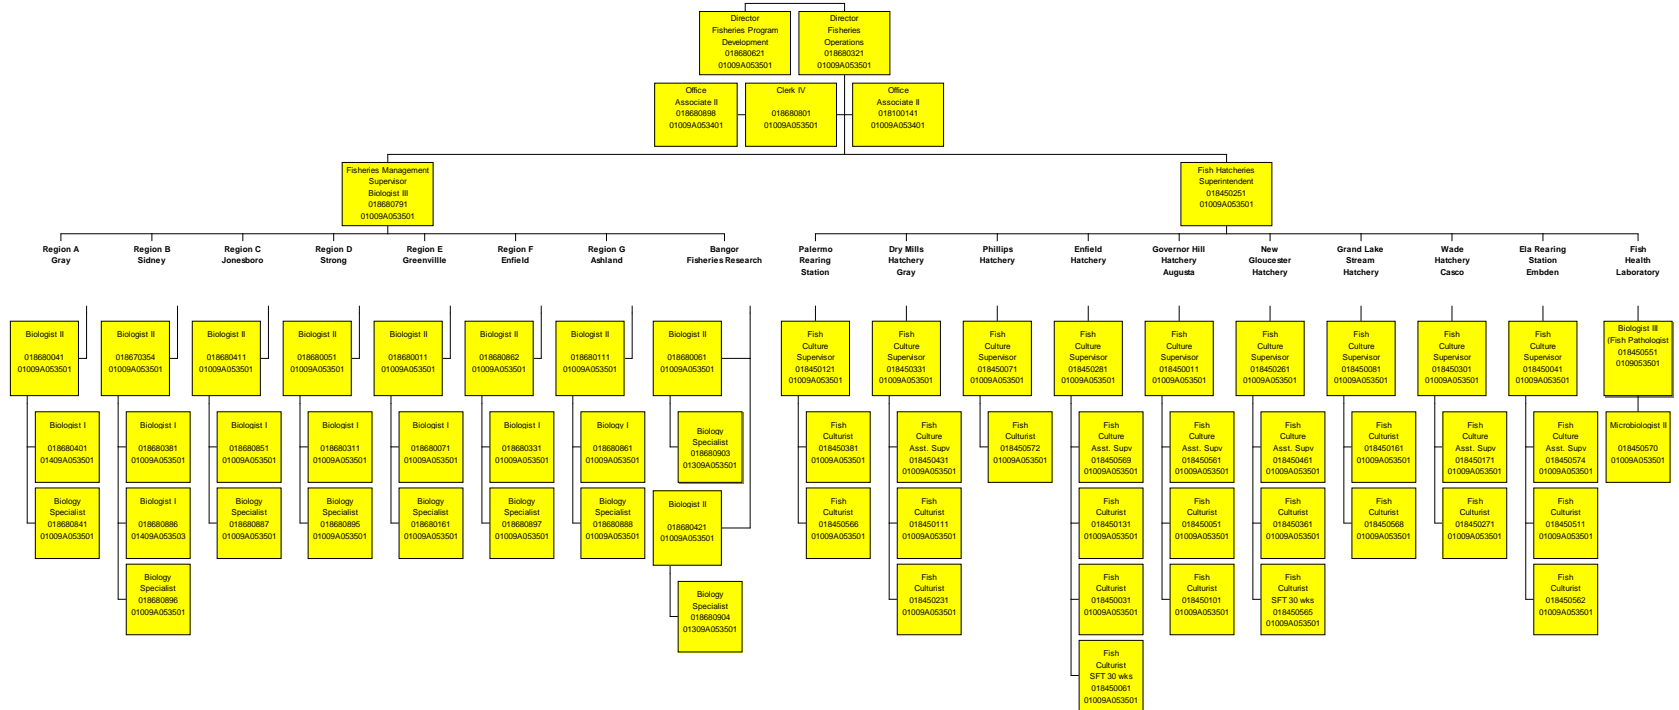 Director
Fisheries Program
Development
018680621
01009A053501
Director
Fisheries
Operations
018680321
01009A053501
Office
Associate II
018680898
01009A053401
Clerk IV
018680801
01009A053501
Office
Associate II
018100141
01009A053401
Fisheries Management
Supervisor
Biologist III
018680791
01009A053501
Fish Hatcheries
Superintendent
018450251
01009A053501
Region A
Gray
Region B
Sidney
Region C
Jonesboro
Region D
Strong
Region E
Greenville
Region F
Enfield
Region G
Ashland
Bangor
Fisheries Research
Palermo
Rearing
Station
Dry Mills
Hatchery
Gray
Phillips
Hatchery
Enfield
Hatchery
Governor Hill
Hatchery
Augusta
New
Gloucester
Hatchery
Grand Lake
Stream
Hatchery
Wade
Hatchery
Casco
Ela Rearing
Station
Embden
Fish
Health
Laboratory
Biologist II
018680041
01009A053501
Biologist II
018670354
01009A053501
Biologist II
018680411
01009A053501
Biologist II
018680051
01009A053501
Biologist II
018680011
01009A053501
Biologist II
018680862
01009A053501
Biologist II
018680111
01009A053501
Biologist II
018680061
01009A053501
Fish
Culture
Supervisor
018450121
01009A053501
Fish
Culture
Supervisor
018450331
01009A053501
Fish
Culture
Supervisor
018450071
01009A053501
Fish
Culture
Supervisor
018450281
01009A053501
Fish
Culture
Supervisor
018450011
01009A053501
Fish
Culture
Supervisor
018450261
01009A053501
Fish
Culture
Supervisor
018450081
01009A053501
Fish
Culture
Supervisor
018450301
01009A053501
Fish
Culture
Supervisor
018450041
01009A053501
Biologist III
(Fish Pathologist
018450551
0109053501
Biologist I
018680401
01409A053501
Biologist I
018680381
01009A053501
Biologist I
018680851
01009A053501
Biologist I
018680311
01009A053501
Biologist I
018680071
01009A053501
Biologist I
018680331
01009A053501
Biology I
018680861
01009A053501
Biology
Specialist
018680903
01309A053501
Fish
Culturist
018450381
01009A053501
Fish
Culture
Asst. Supv
018450431
01009A053501
Fish
Culturist
018450572
01009A053501
Fish
Culture
Asst. Supv
018450569
01009A053501
Fish
Culture
Asst. Supv
018450561
01009A053501
Fish
Culture
Asst. Supv
018450461
01009A053501
Fish
Culturist
018450161
01009A053501
Fish
Culture
Asst. Supv
018450171
01009A053501
Fish
Culture
Asst. Supv
018450574
01009A053501
Microbiologist II
018450570
01009A053501
Biology
Specialist
018680841
01009A053501
Biologist I
018680886
01409A053503
Biology
Specialist
018680887
01009A053501
Biology
Specialist
018680895
01009A053501
Biology
Specialist
018680161
01009A053501
Biology
Specialist
018680897
01009A053501
Biology
Specialist
018680888
01009A053501
Biologist II
018680421
01009A053501
Fish
Culturist
018450566
01009A053501
Fish
Culturist
018450111
01009A053501
Fish
Culturist
018450131
01009A053501
Fish
Culturist
018450051
01009A053501
Fish
Culturist
018450361
01009A053501
Fish
Culturist
018450568
01009A053501
Fish
Culturist
018450271
01009A053501
Fish
Culturist
018450511
01009A053501
Biology
Specialist
018680896
01009A053501
Biology
Specialist
018680904
01309A053501
Fish
Culturist
018450231
01009A053501
Fish
Culturist
018450031
01009A053501
Fish
Culturist
018450101
01009A053501
Fish
Culturist
SFT 30 wks
018450565
01009A053501
Fish
Culturist
018450562
01009A053501
Fish
Culturist
SFT 30 wks
018450061
01009A053501